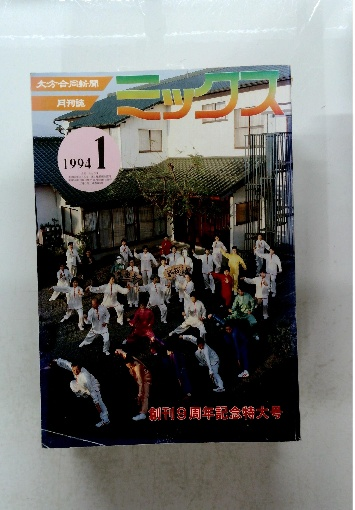 大分合同新聞
月刊誌
ミックス
1994 1
創刊9周年記念特大号